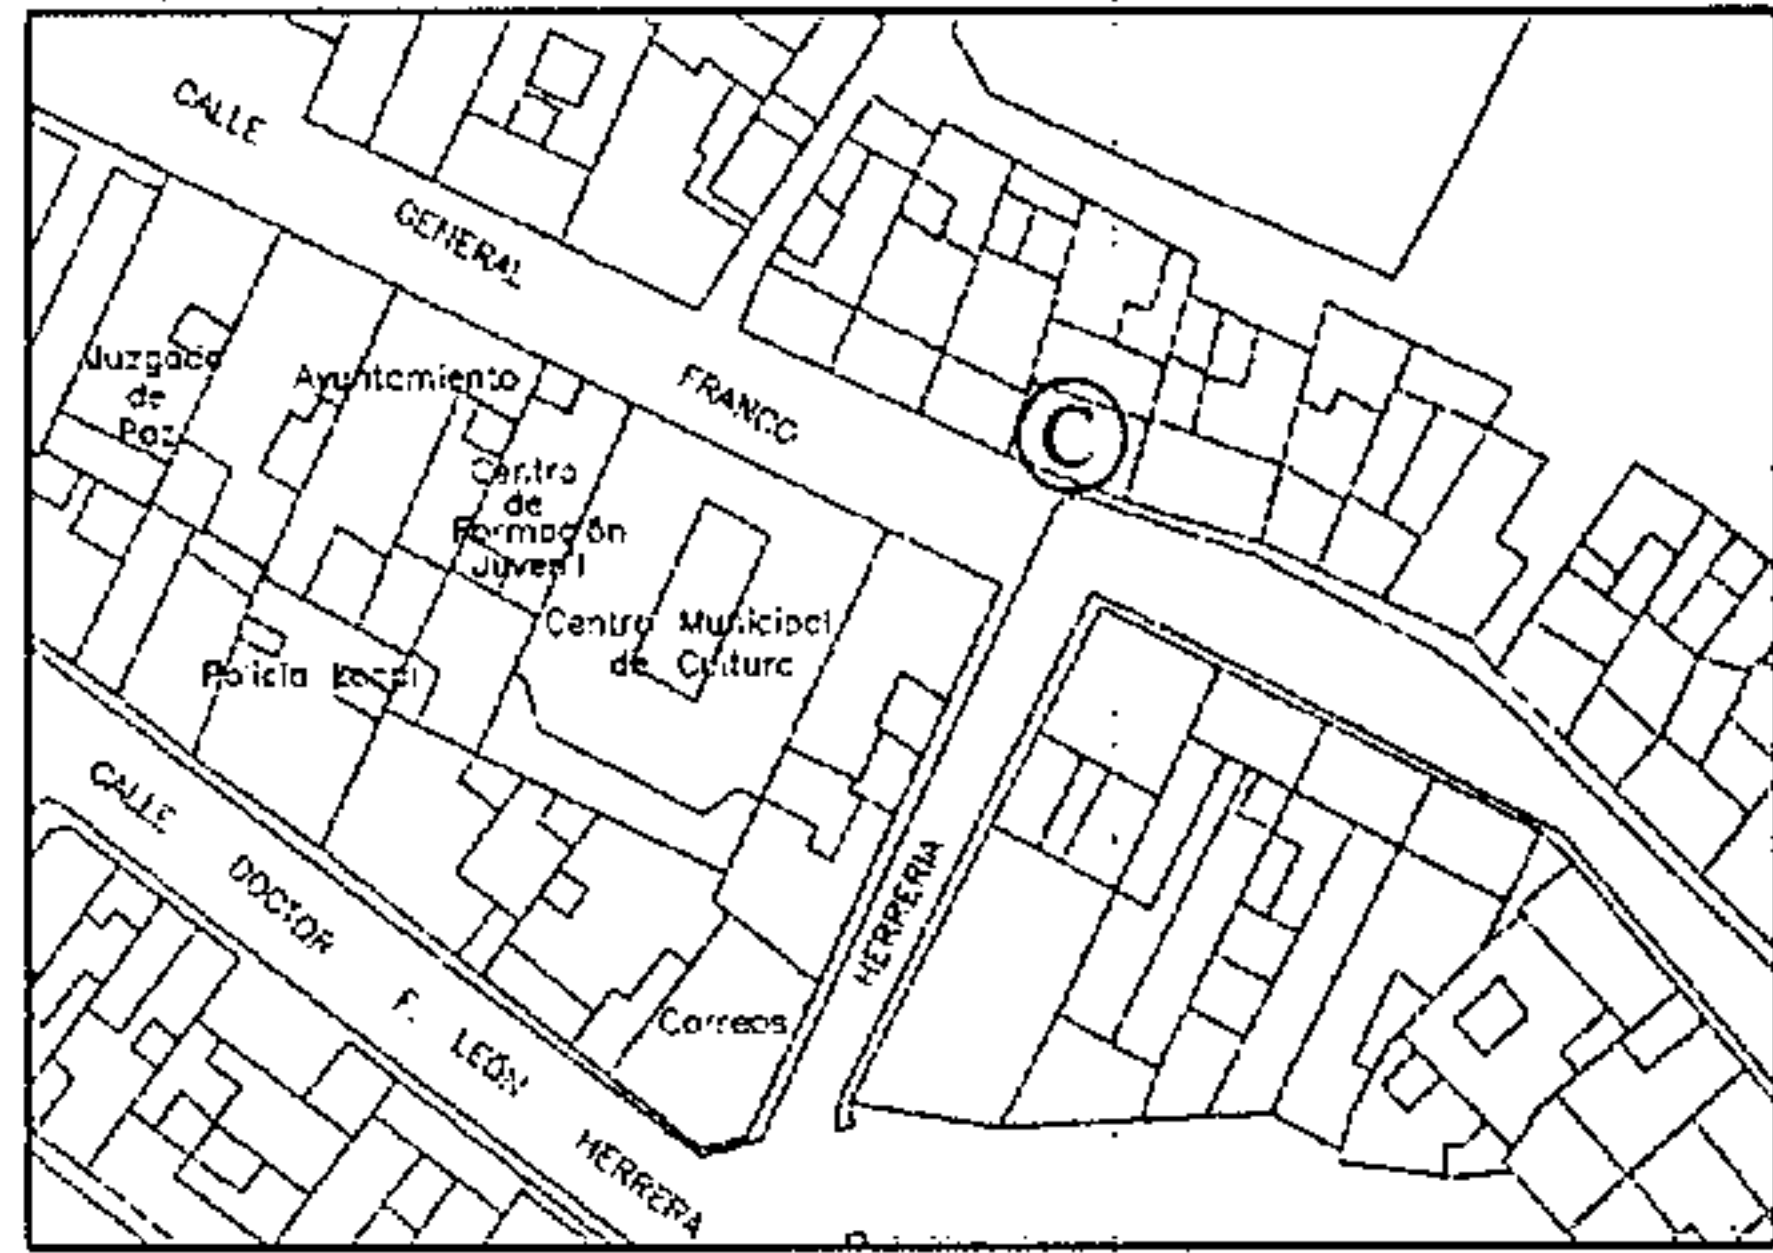 CALLE
GENERAL
FRANCO
C
Juzgado
de
Paz
Ayuntamiento
Centro
de
Formación
Juvenil
Centro Municipal
de Cultura
Policía Local
CALLE
DOCTOR
F.
LEÓN
HERRERA
HERRERIA
Correos